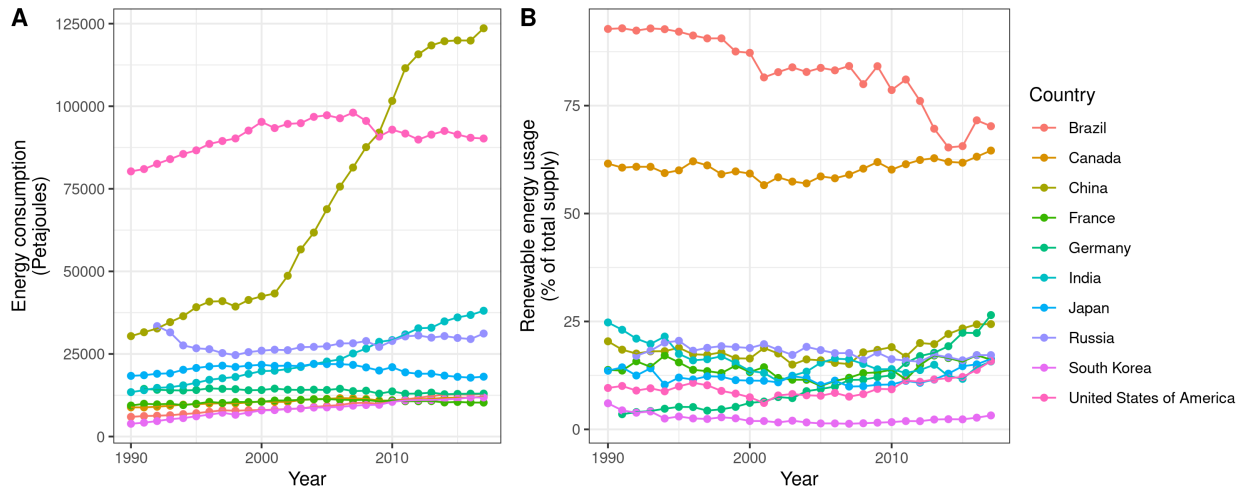 A
Energy consumption
(Petajoules)
125000
100000
75000
50000
25000
0
1990
2000
2010
Year
B
Renewable energy usage
(% of total supply)
75
50
25
0
1990
2000
2010
Year
Country
Brazil
Canada
China
France
Germany
India
Japan
Russia
South Korea
United States of America